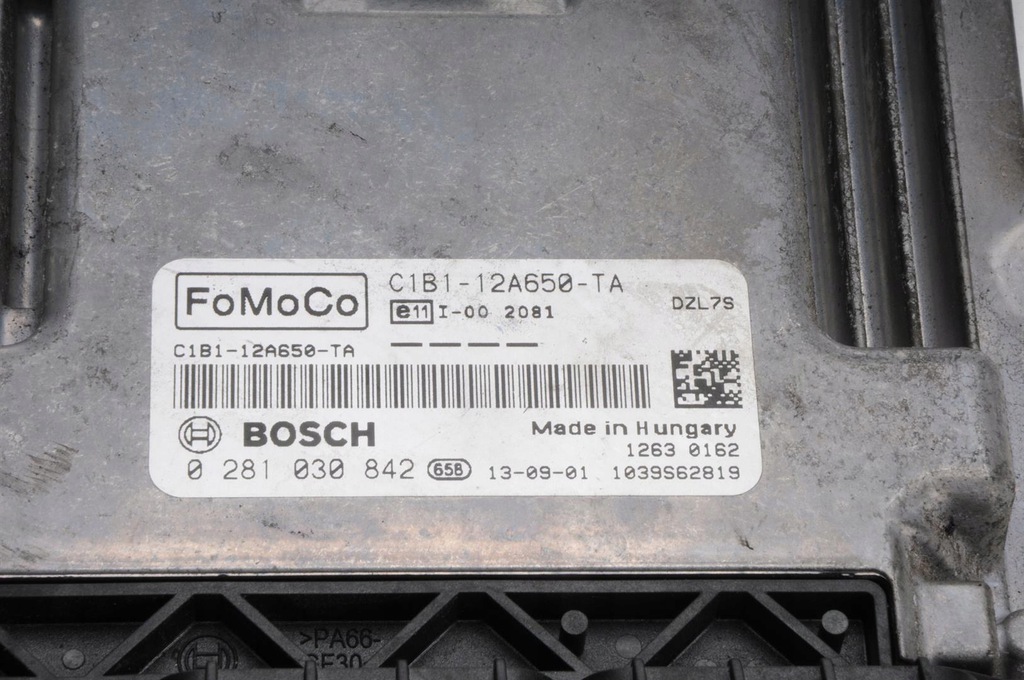 FoMoCo C1B1-12A650-TA
e11 I-00 2081 DZL7S
C1B1-12A650-TA — — — —
BOSCH Made in Hungary
1263 0162
0 281 030 842 65B 13-09-01 1039S62819
>PA66-